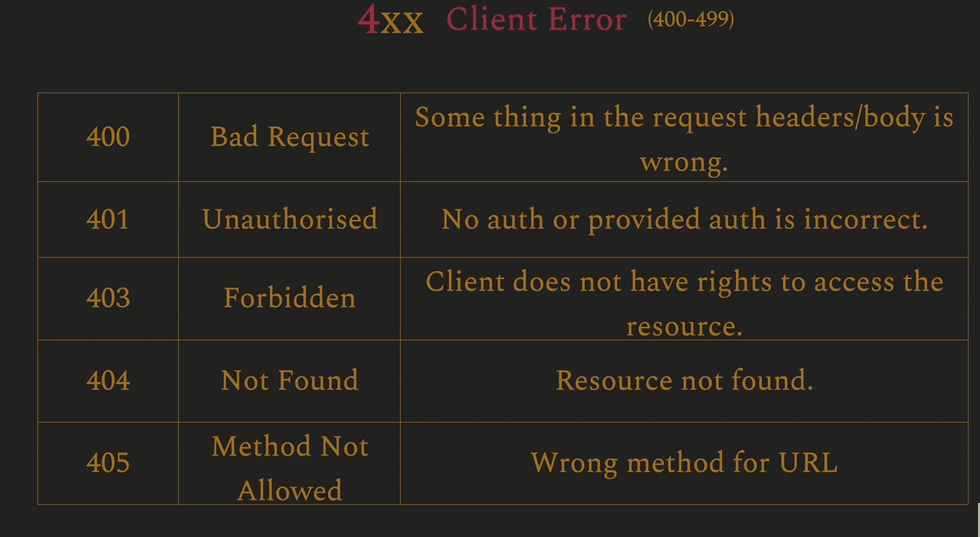 4xx Client Error (400-499)
400 Bad Request Some thing in the request headers/body is
wrong.
401 Unauthorised No auth or provided auth is incorrect.
403 Forbidden Client does not have rights to access the
resource.
404 Not Found Resource not found.
405 Method Not
Allowed Wrong method for URL